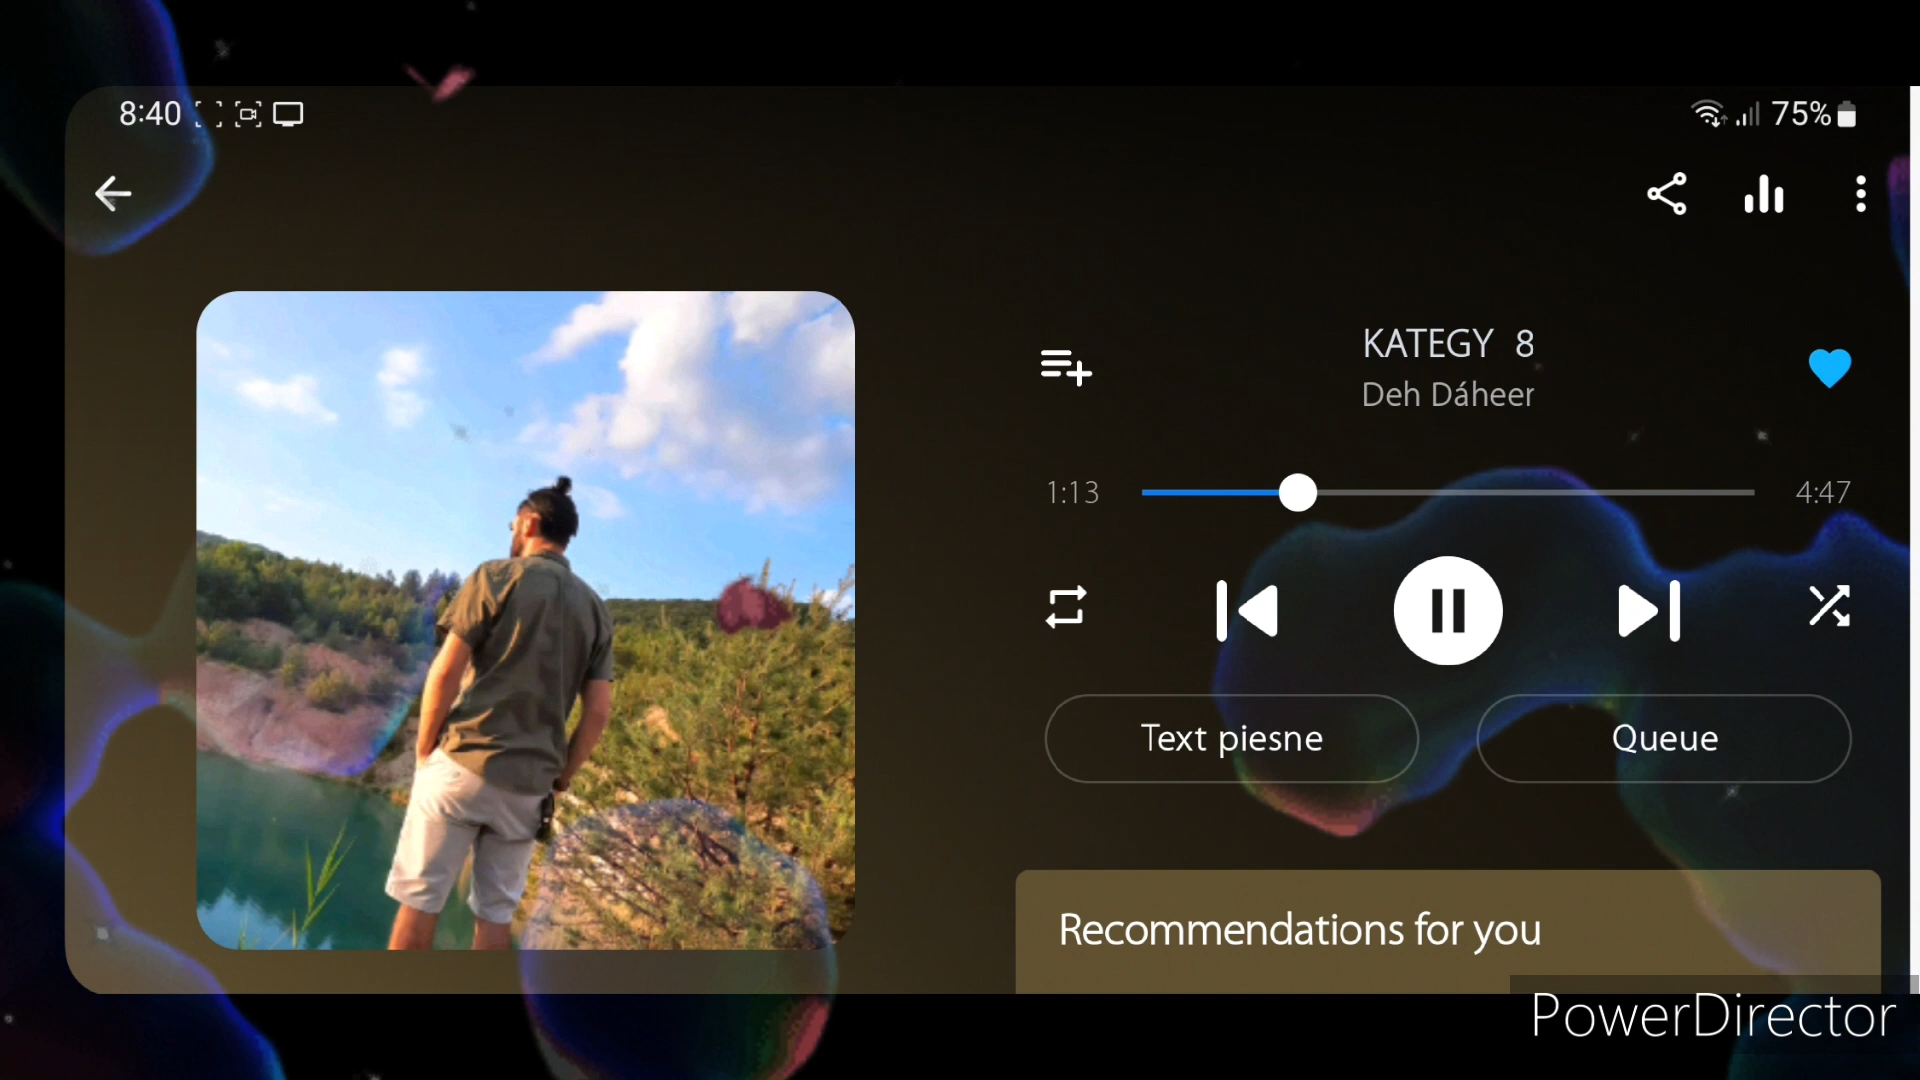 8:40
75%
KATEGY 8
Deh Dáheer
1:13
4:47
Text piesne
Queue
Recommendations for you
PowerDirector